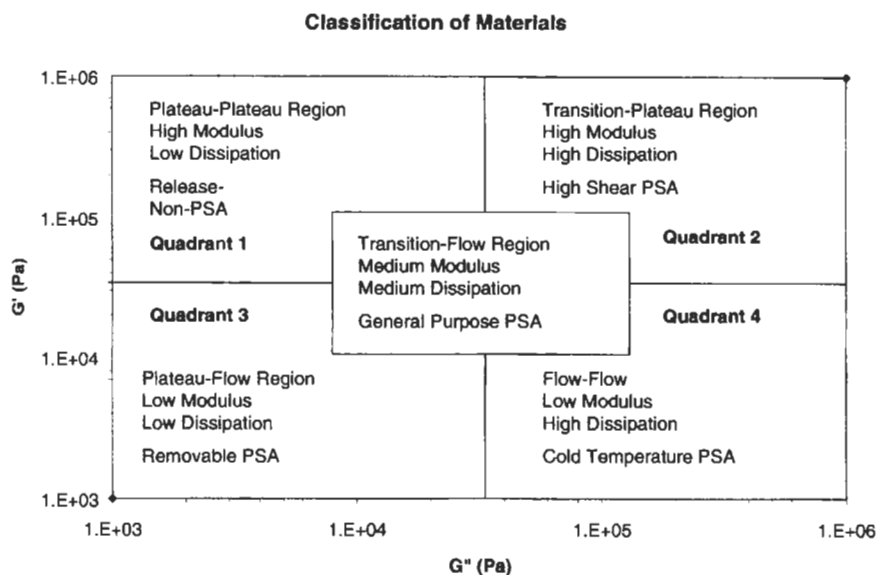 Classification of Materials
1.E+06
1.E+05
1.E+04
1.E+03
G' (Pa)
Plateau-Plateau Region
High Modulus
Low Dissipation
Release-
Non-PSA
Quadrant 1
Transition-Plateau Region
High Modulus
High Dissipation
High Shear PSA
Quadrant 2
Transition-Flow Region
Medium Modulus
Medium Dissipation
General Purpose PSA
Quadrant 3
Plateau-Flow Region
Low Modulus
Low Dissipation
Removable PSA
Quadrant 4
Flow-Flow
Low Modulus
High Dissipation
Cold Temperature PSA
1.E+03
1.E+04
1.E+05
1.E+06
G" (Pa)